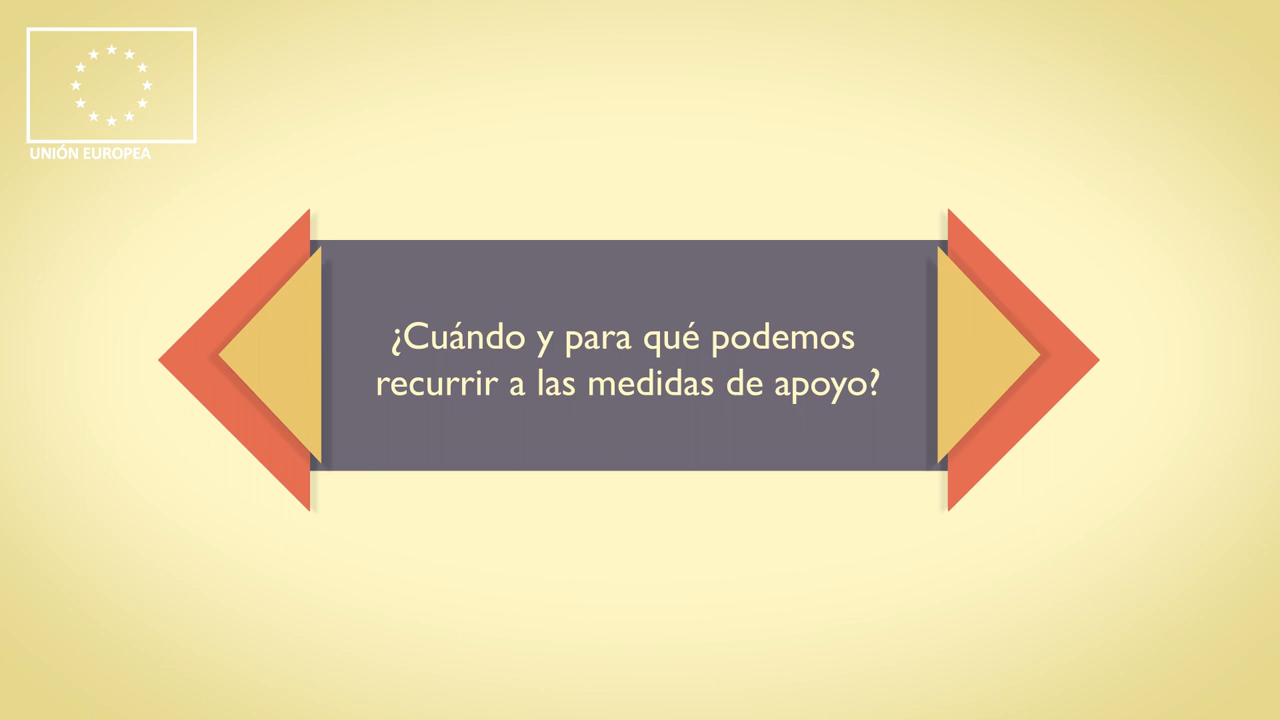 UNIÓN EUROPEA
¿Cuándo y para qué podemos
recurrir a las medidas de apoyo?